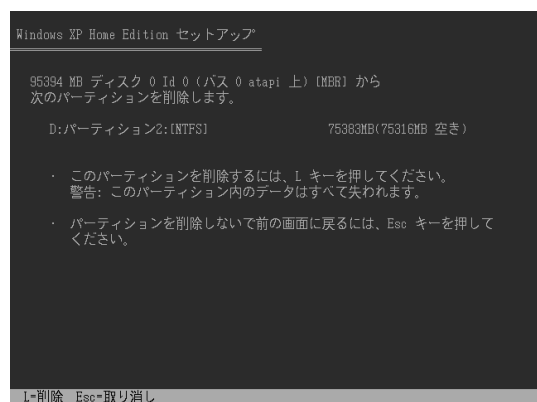 Windows XP Home Edition セットアップ
95394 MB ディスク 0 Id 0 (バス 0 atapi 上) [MBR] から
次のパーティションを削除します。
D:パーティション2:[NTFS] 75383MB(75316MB 空き)
・ このパーティションを削除するには、L キーを押してください。
警告: このパーティション内のデータはすべて失われます。
・ パーティションを削除しないで前の画面に戻るには、Esc キーを押して
ください。
L=削除 Esc=取り消し